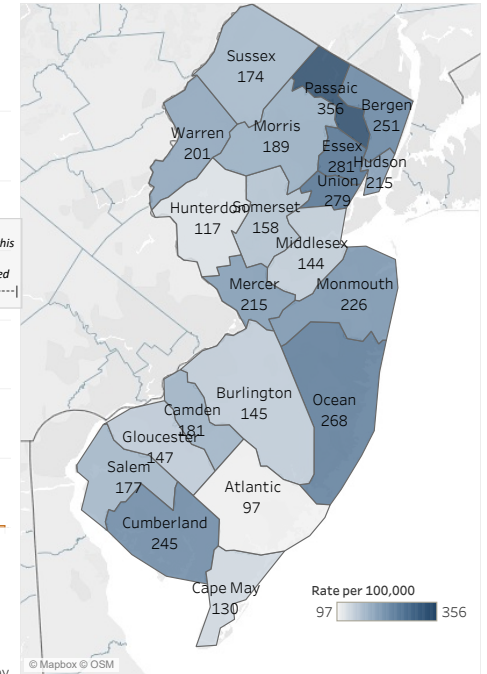 Sussex
174
Passaic
356
Bergen
251
Warren
201
Morris
189
Essex
281
Hudson
215
Union
279
Hunterdon
117
Somerset
158
Middlesex
144
his
ed
----|
Mercer
215
Monmouth
226
Burlington
145
Ocean
268
Camden
181
Gloucester
147
Salem
177
Atlantic
97
Cumberland
245
Cape May
130
Rate per 100,000
97
356
© Mapbox © OSM